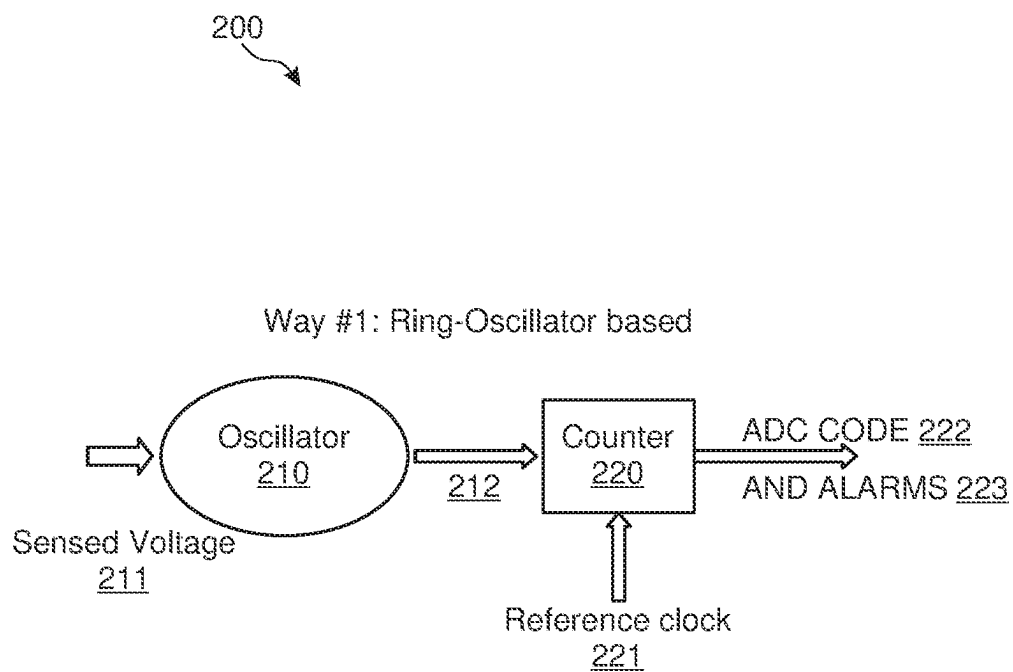 200
Way #1: Ring-Oscillator based
Oscillator
210
Sensed Voltage
211
212
Counter
220
ADC CODE 222
AND ALARMS 223
Reference clock
221